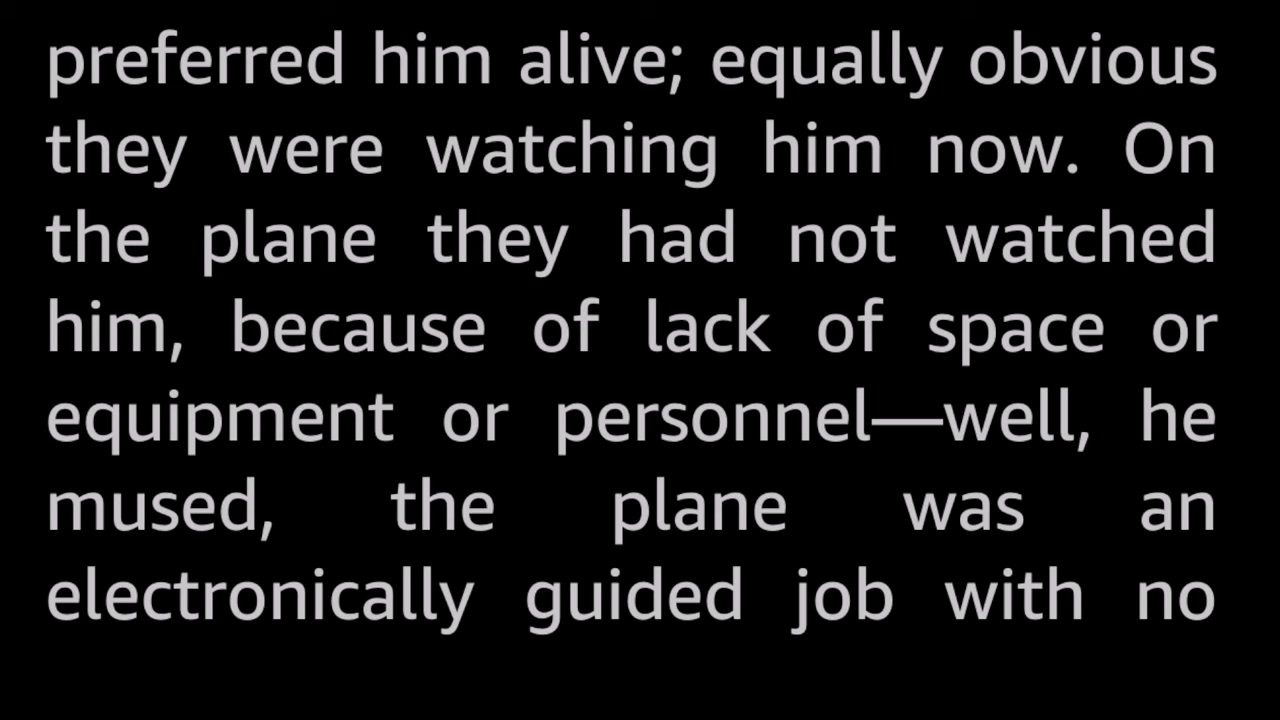 preferred him alive; equally obvious
they were watching him now. On
the plane they had not watched
him, because of lack of space or
equipment or personnel—well, he
mused, the plane was an
electronically guided job with no